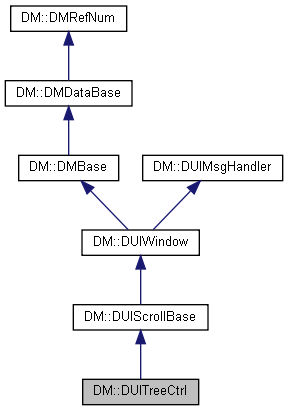 DM::DMRefNum
DM::DMDataBase
DM::DMBase
DM::DUIMsgHandler
DM::DUIWindow
DM::DUIScrollBase
DM::DUITreeCtrl